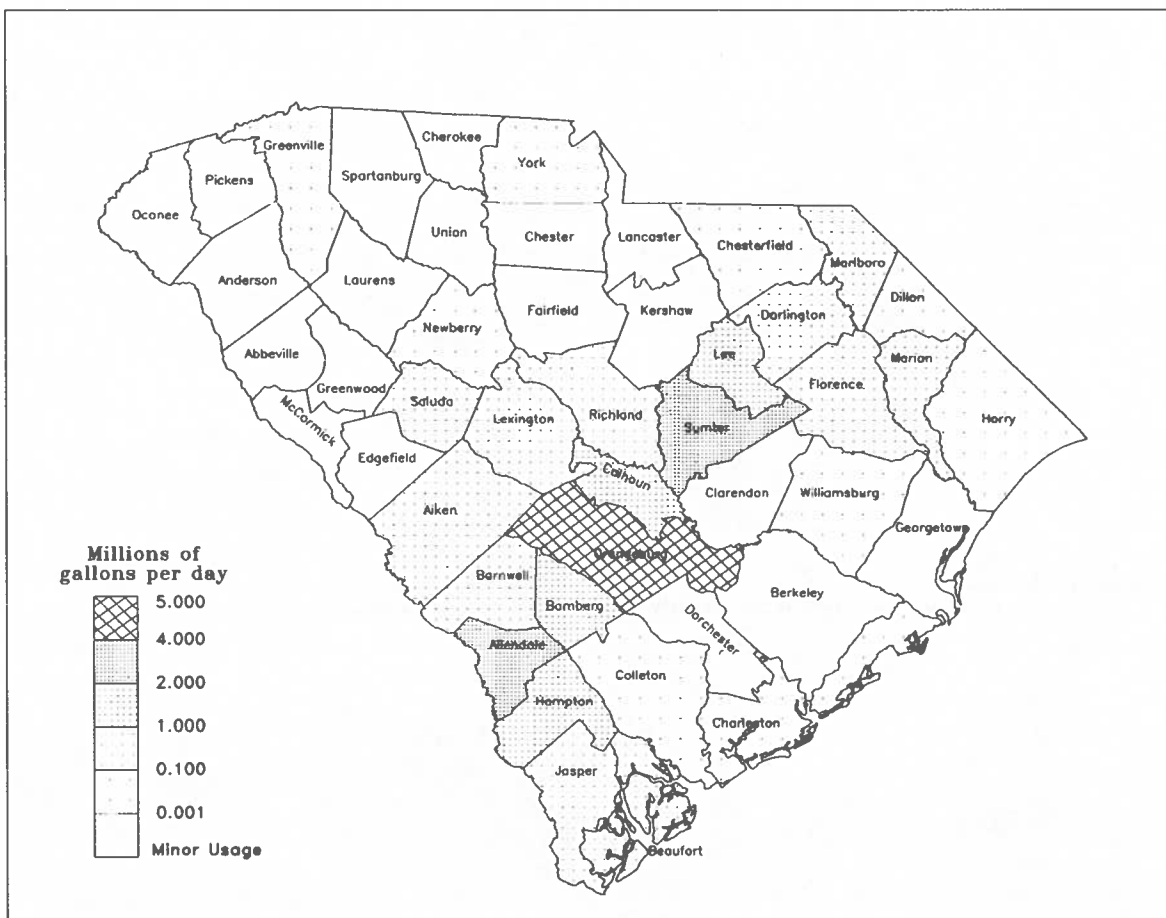 Cherokee
Greenville
York
Spartanburg
Pickens
Oconee
Union
Chester
Lancaster
Chesterfield
Marlboro
Anderson
Laurens
Dillon
Fairfield
Kershaw
Darlington
Newberry
Abbeville
Lee
Marion
Greenwood
Saluda
Florence
McCormick
Lexington
Richland
Sumter
Horry
Edgefield
Calhoun
Clarendon
Williamsburg
Aiken
Georgetown
Orangeburg
Barnwell
Bamberg
Berkeley
Dorchester
Allendale
Colleton
Hampton
Charleston
Jasper
Beaufort
Millions of
gallons per day
5.000
4.000
2.000
1.000
0.100
0.001
Minor Usage